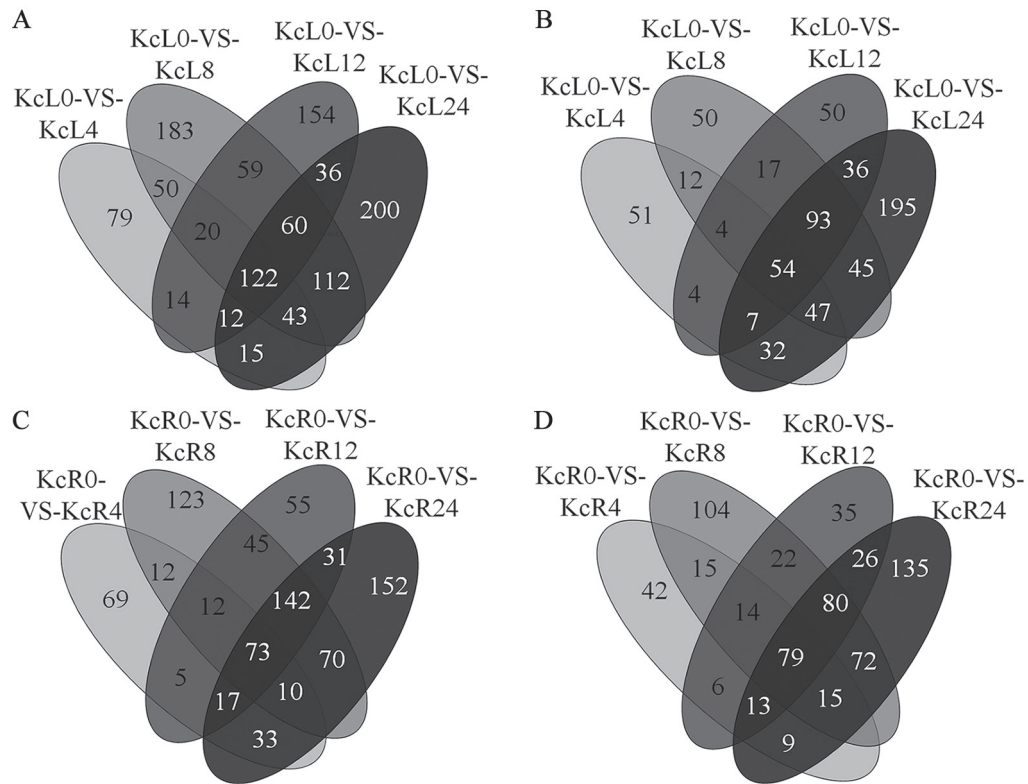 A
KcL0-VS-
KcL4
KcL0-VS-
KcL8
KcL0-VS-
KcL12
KcL0-VS-
KcL24
183
154
59
36
50
79
200
20
60
122
112
14
12
43
15
B
KcL0-VS-
KcL4
KcL0-VS-
KcL8
KcL0-VS-
KcL12
KcL0-VS-
KcL24
50
50
17
36
12
51
195
4
93
54
45
4
7
47
32
C
KcR0-
VS-KcR4
KcR0-VS-
KcR8
KcR0-VS-
KcR12
KcR0-VS-
KcR24
123
55
45
31
12
69
152
12
142
73
70
5
17
10
33
D
KcR0-VS-
KcR4
KcR0-VS-
KcR8
KcR0-VS-
KcR12
KcR0-VS-
KcR24
104
35
22
26
15
42
135
14
80
79
72
6
13
15
9